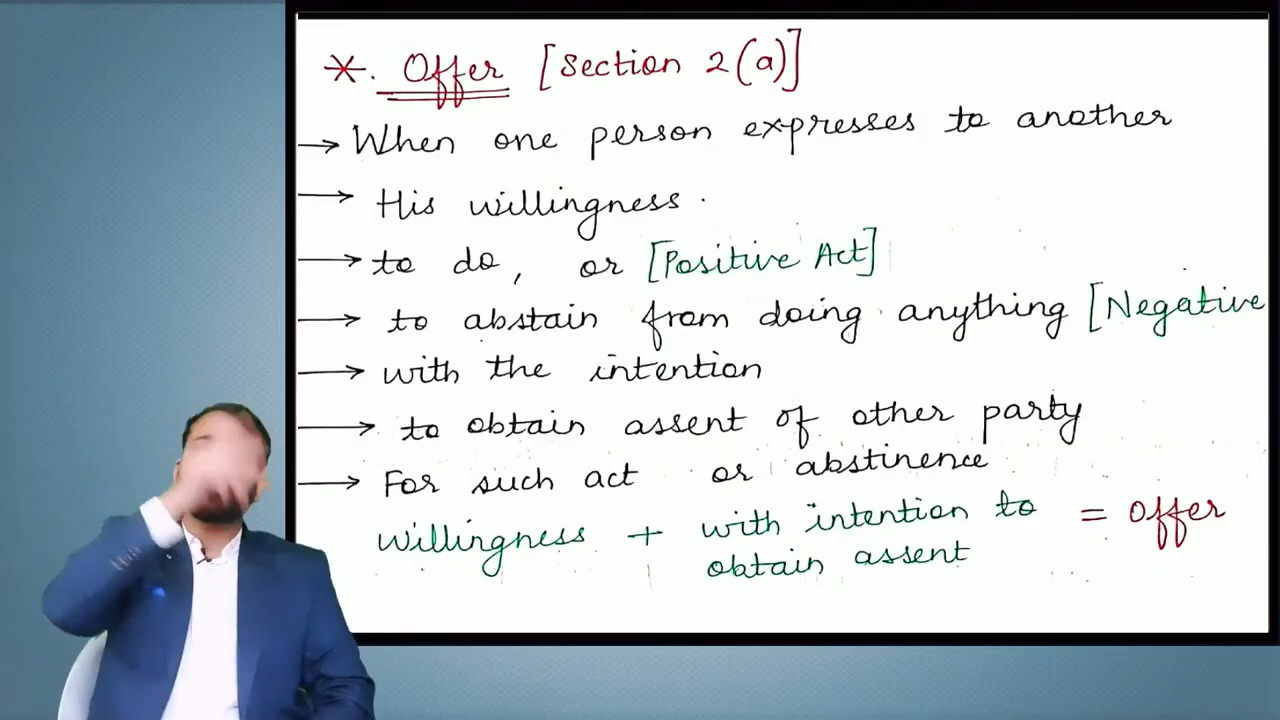 * . Offer [Section 2(a)]
→ When one person expresses to another
→ His willingness .
→ to do, or [Positive Act]
→ to abstain from doing anything [Negative
→ with the intention
→ to obtain assent of other party
→ For such act or abstinence
willingness + with intention to = Offer
obtain assent